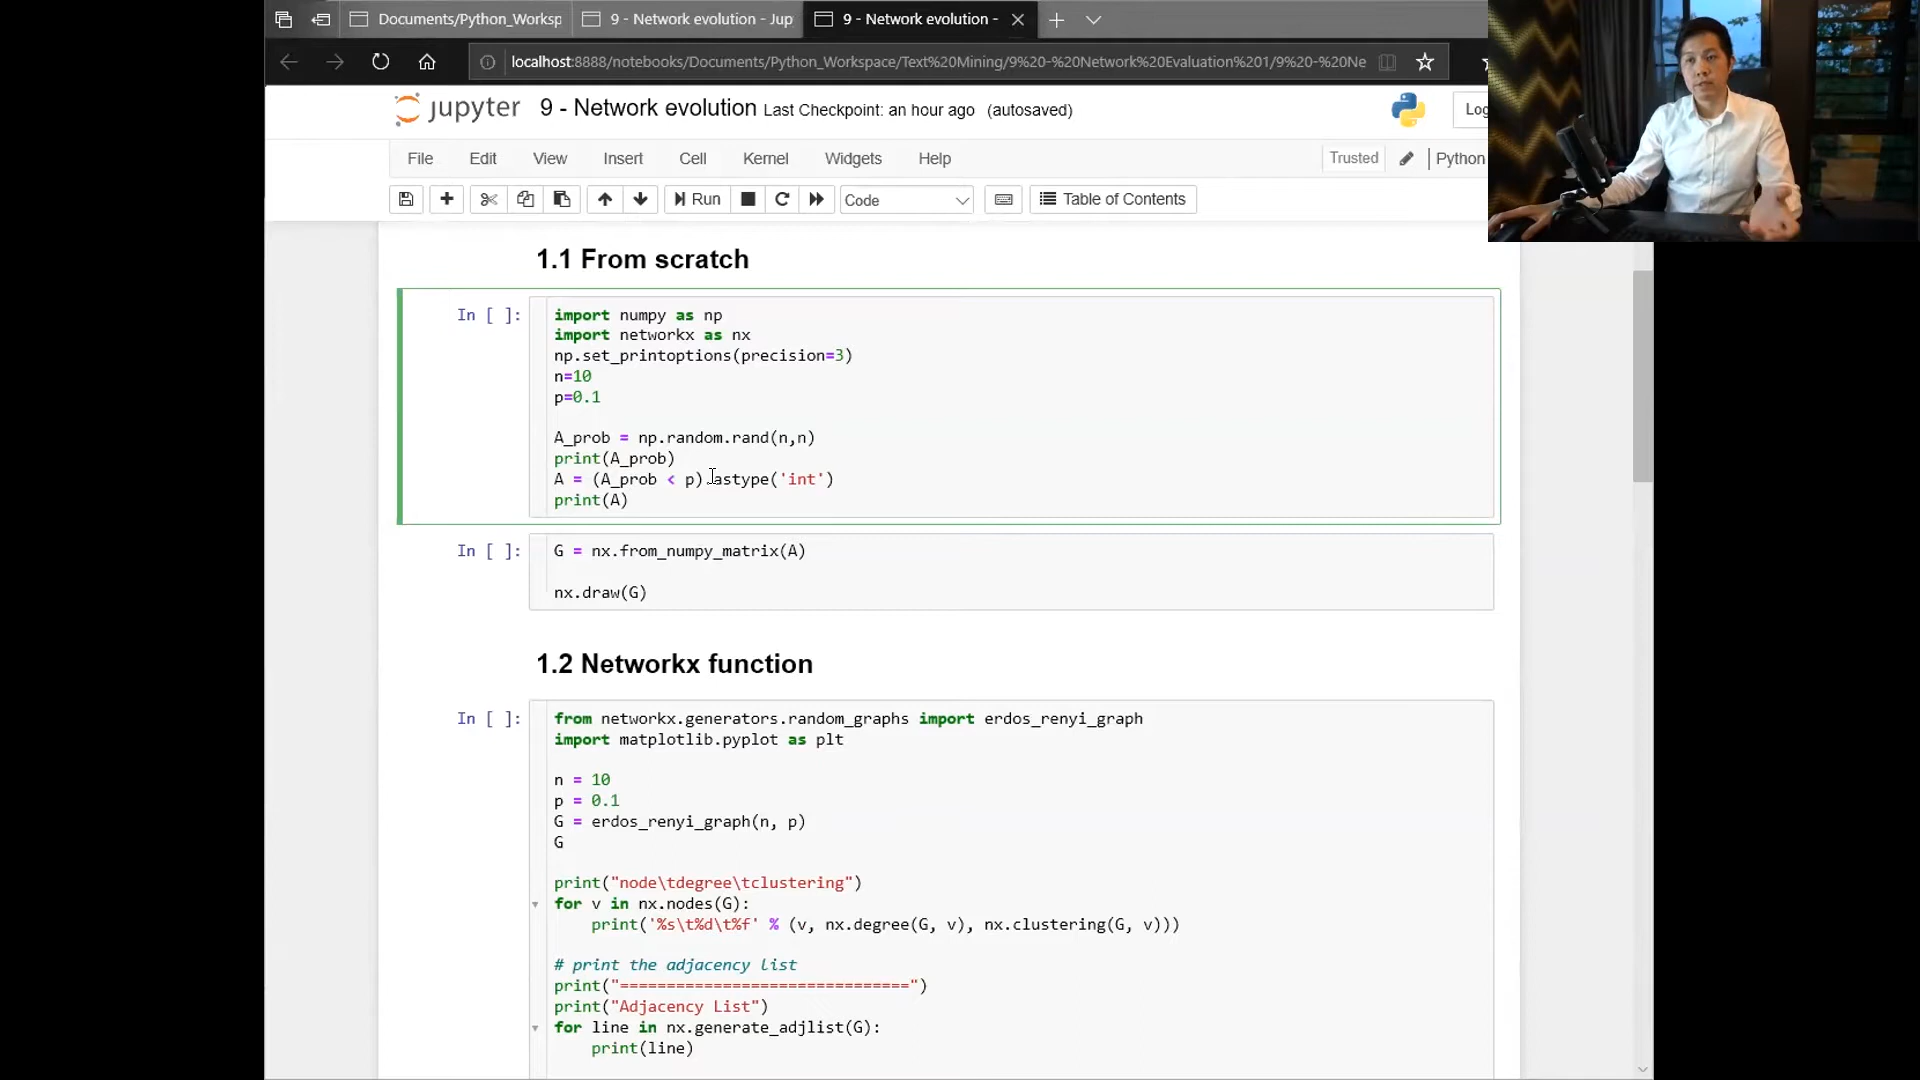 Documents/Python_Worksp
9 - Network evolution - Jup
9 - Network evolution -
localhost:8888/notebooks/Documents/Python_Workspace/Text%20Mining/9%20-%20Network%20Evaluation%201/9%20-%20Ne
jupyter 9 - Network evolution Last Checkpoint: an hour ago (autosaved)
Log
File Edit View Insert Cell Kernel Widgets Help
Trusted
Python
Run
Code
Table of Contents
1.1 From scratch
In [ ]:
import numpy as np
import networkx as nx
np.set_printoptions(precision=3)
n=10
p=0.1
A_prob = np.random.rand(n,n)
print(A_prob)
A = (A_prob < p).astype('int')
print(A)
In [ ]:
G = nx.from_numpy_matrix(A)
nx.draw(G)
1.2 Networkx function
In [ ]:
from networkx.generators.random_graphs import erdos_renyi_graph
import matplotlib.pyplot as plt
n = 10
p = 0.1
G = erdos_renyi_graph(n, p)
G
print("node\tdegree\tclustering")
for v in nx.nodes(G):
    print('%s\t%d\t%f' % (v, nx.degree(G, v), nx.clustering(G, v)))
# print the adjacency list
print("===============================")
print("Adjacency List")
for line in nx.generate_adjlist(G):
    print(line)